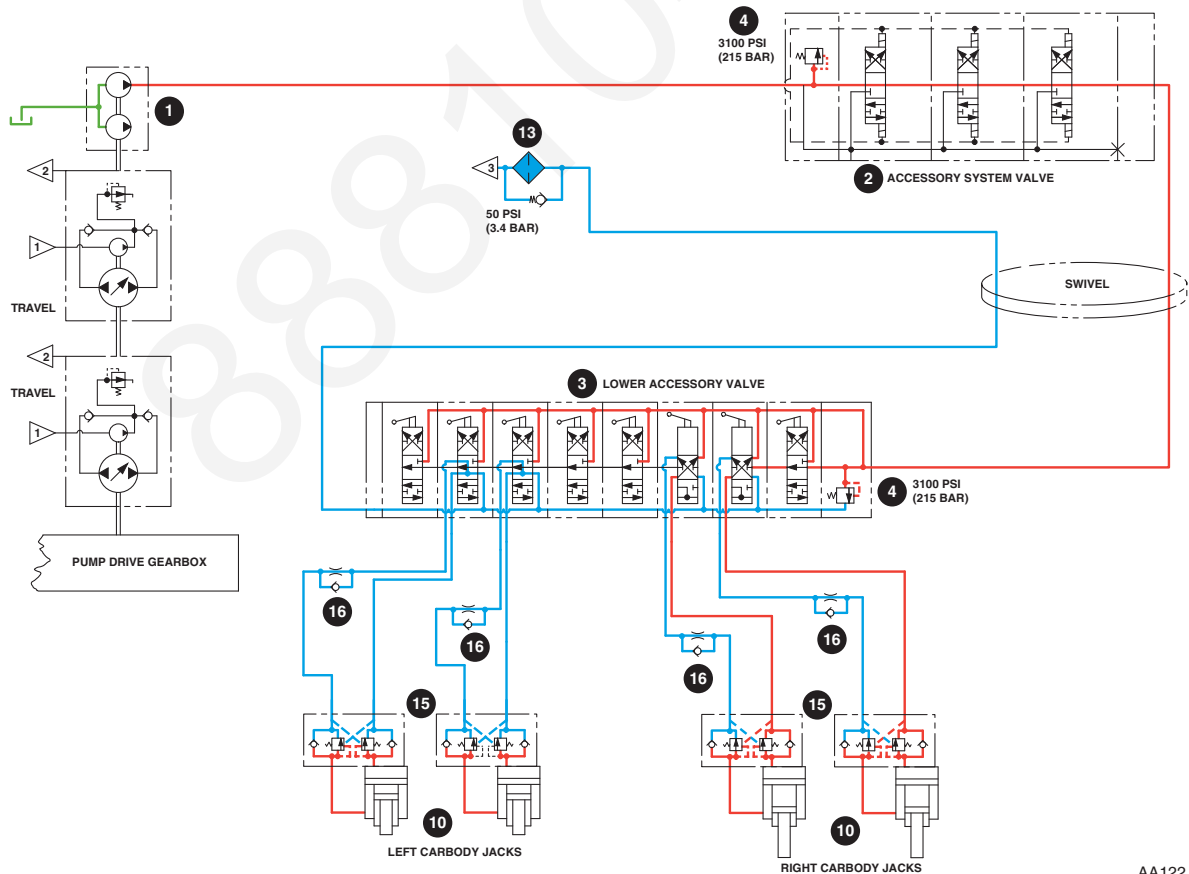 4
3100 PSI
(215 BAR)
1
13
3
50 PSI
(3.4 BAR)
2 ACCESSORY SYSTEM VALVE
2
1
TRAVEL
SWIVEL
2
TRAVEL
1
3 LOWER ACCESSORY VALVE
4
3100 PSI
(215 BAR)
PUMP DRIVE GEARBOX
16
16
16
16
15
15
10
LEFT CARBODY JACKS
10
RIGHT CARBODY JACKS
AA122